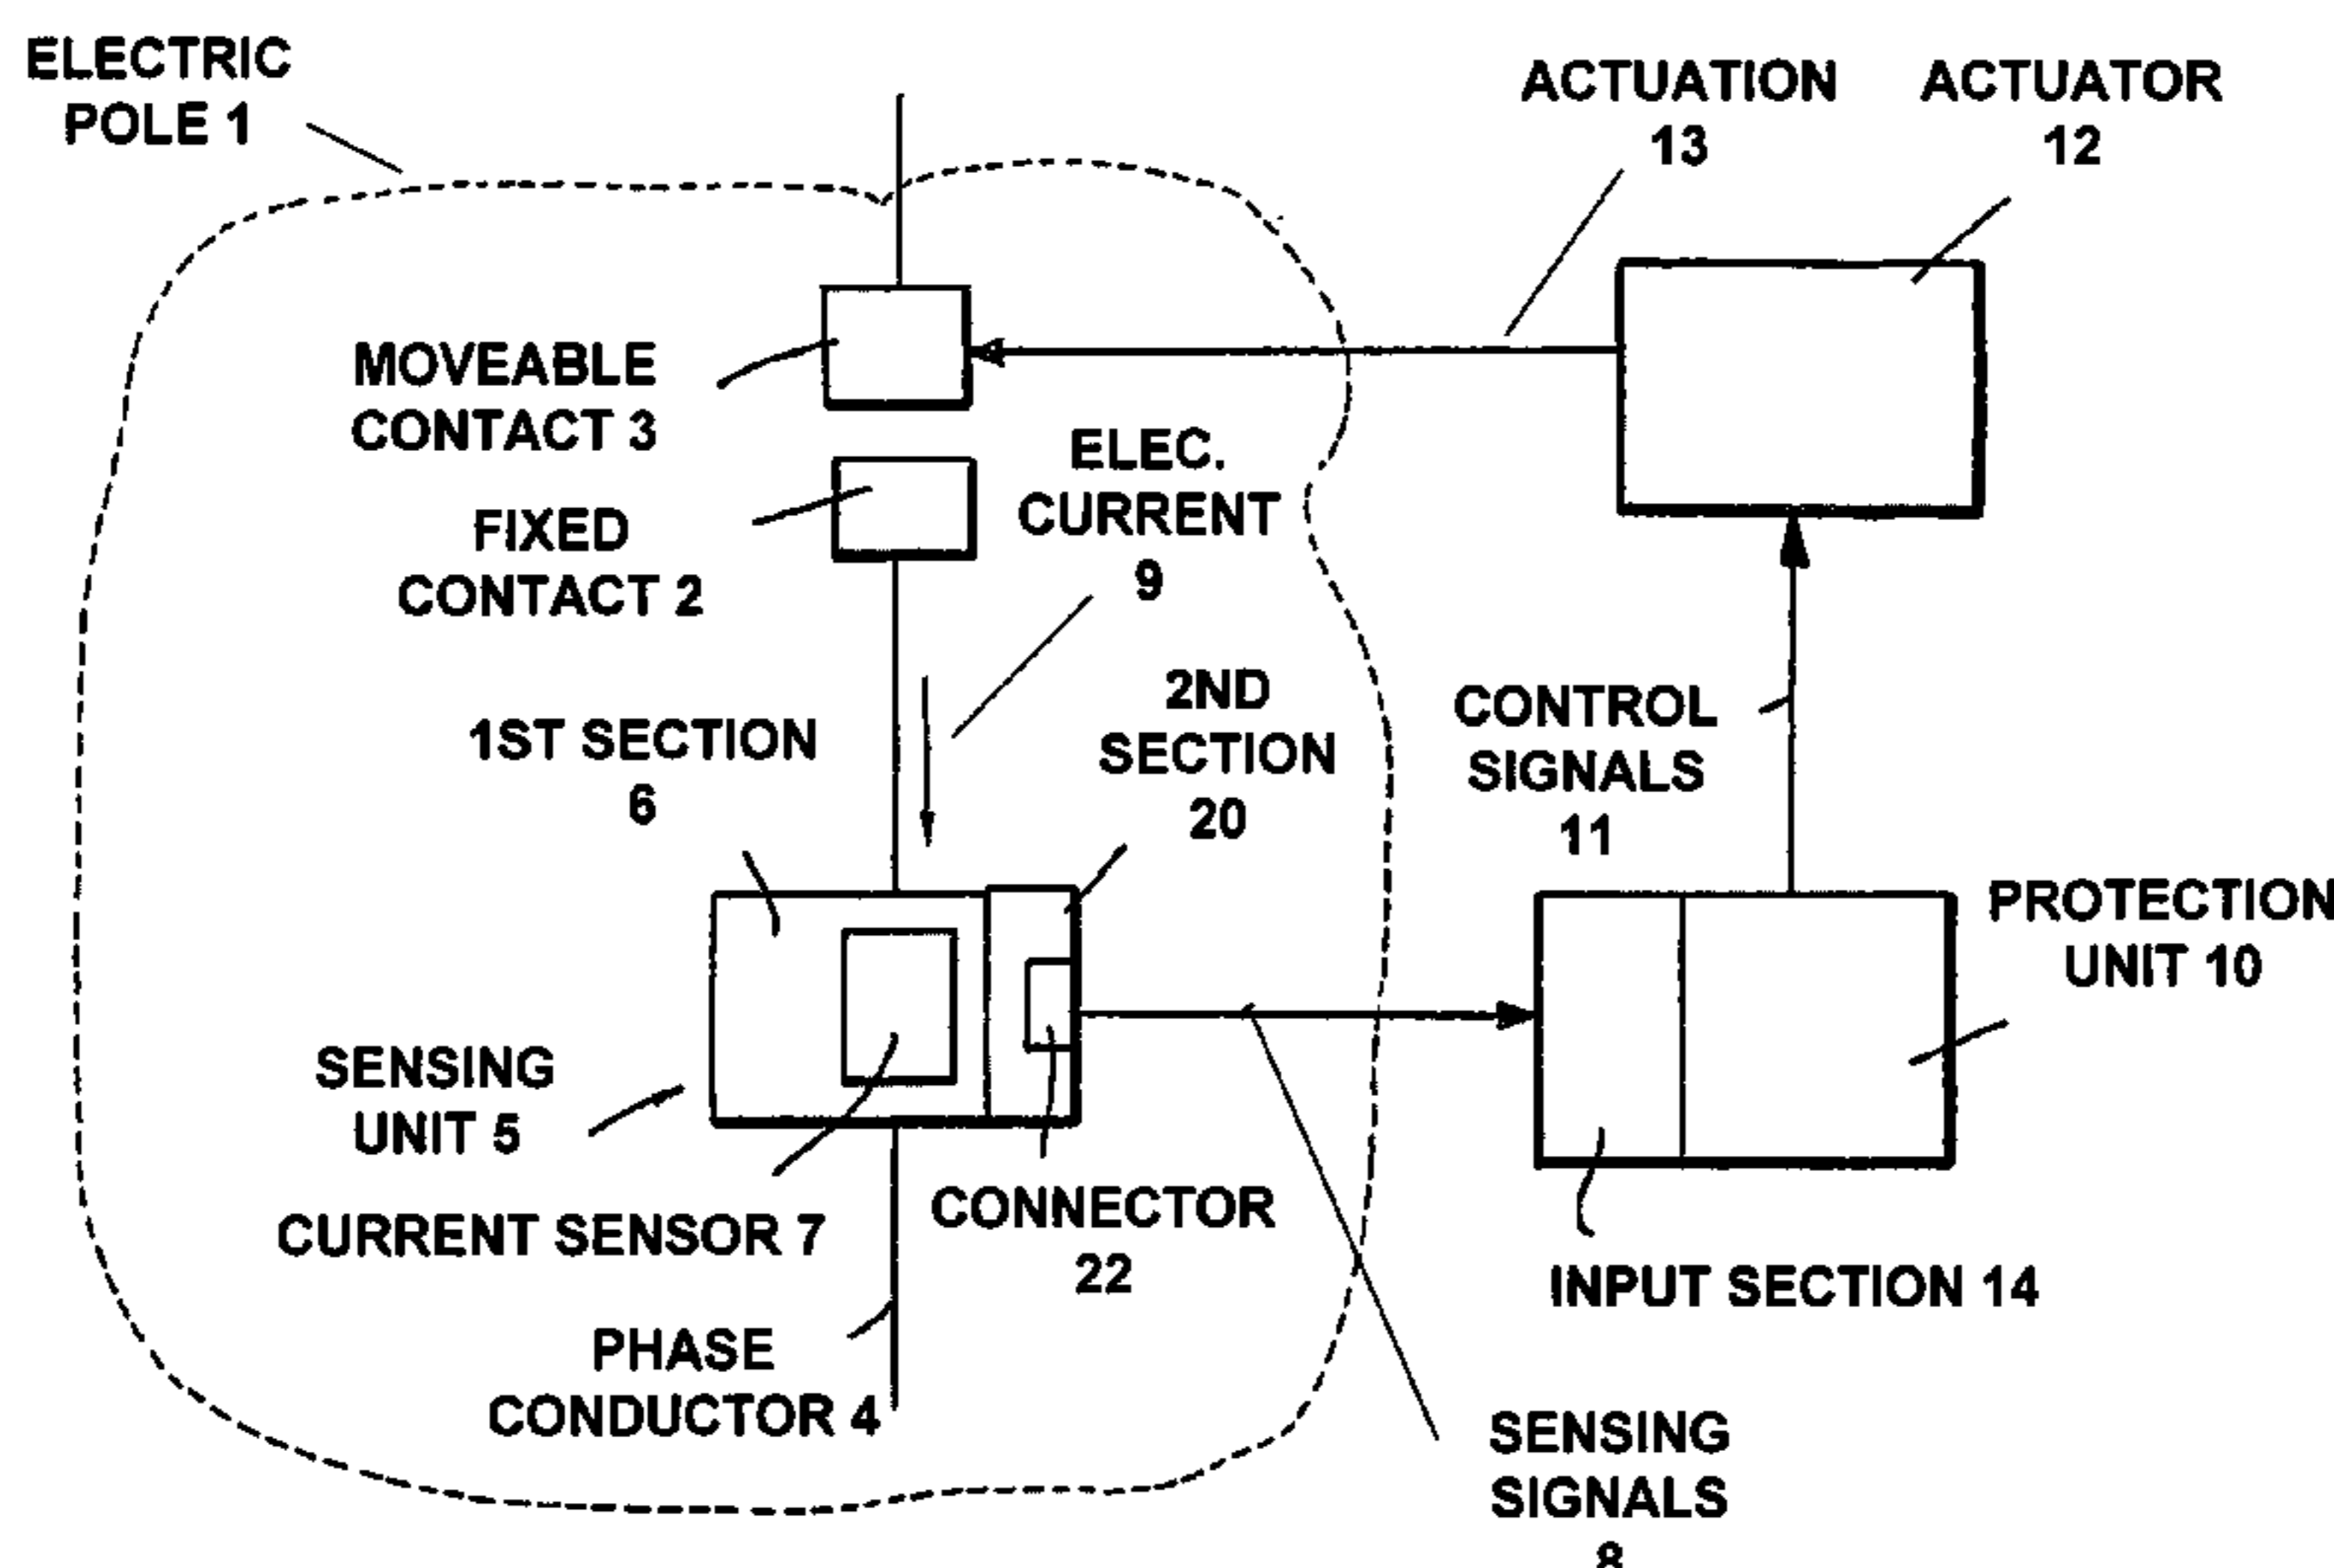 ELECTRIC
POLE 1
ACTUATION
13
ACTUATOR
12
MOVEABLE
CONTACT 3
FIXED
CONTACT 2
ELEC.
CURRENT
9
1ST SECTION
6
2ND
SECTION
20
CONTROL
SIGNALS
11
PROTECTION
UNIT 10
SENSING
UNIT 5
CURRENT SENSOR 7
CONNECTOR
22
INPUT SECTION 14
PHASE
CONDUCTOR 4
SENSING
SIGNALS
8